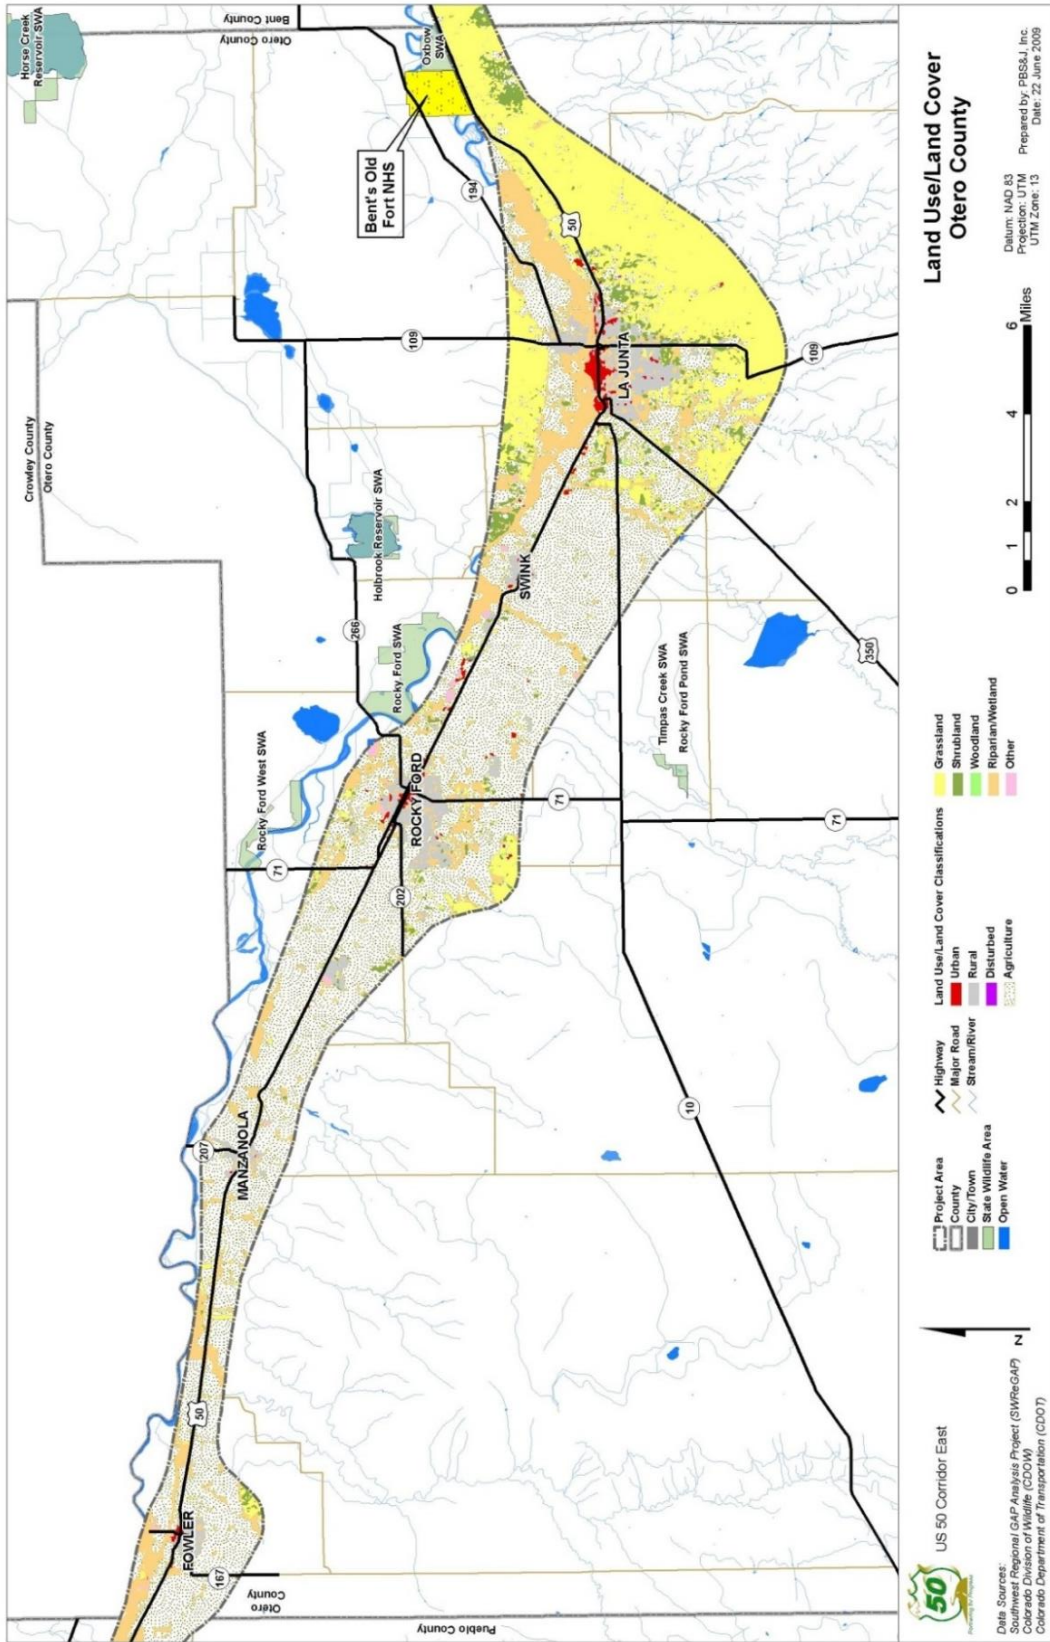 Land Use/Land Cover
Otero County
Datum: NAD 83
Projection: UTM
UTM Zone: 13
Prepared by: PBS&J, Inc.
Date: 22 June 2009
Bent County
Otero County
Horse Creek
Reservoir SWA
Oxbow
SWA
Bent's Old
Fort NHS
194
50
109
Crowley County
Otero County
LA JUNTA
109
Holbrook Reservoir SWA
SWINK
266
Rocky Ford SWA
350
Timpas Creek SWA
Rocky Ford Pond SWA
Rocky Ford West SWA
ROCKY FORD
71
71
71
202
10
MANZANOLA
207
50
FOWLER
167
Otero
County
Pueblo County
0 1 2 4 6
Miles
Project Area
County
City/Town
State Wildlife Area
Open Water
Highway
Major Road
Stream/River
Land Use/Land Cover Classifications
Urban
Rural
Disturbed
Agriculture
Grassland
Shrubland
Woodland
Riparian/Wetland
Other
N
50
US 50 Corridor East
Data Sources:
Southwest Regional GAP Analysis Project (SWReGAP)
Colorado Division of Wildlife (CDOW)
Colorado Department of Transportation (CDOT)